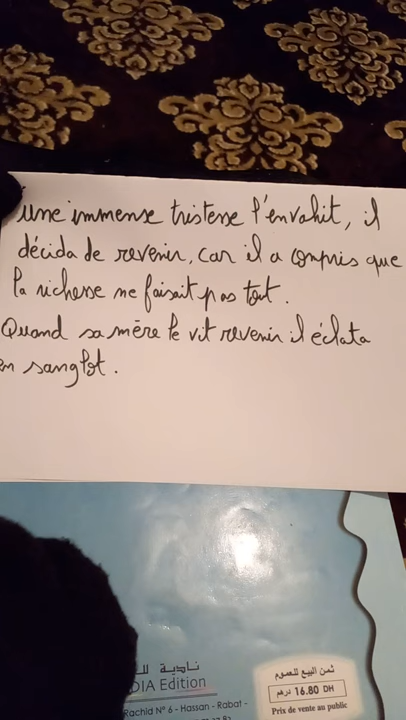 une immense tristesse l'envahit, il
décida de revenir, car il a compris que
la richesse ne faisait pas tout.
Quand sa mère le vit revenir il éclata
en sanglot.
نادية
DIA Edition
Rachid N° 6 - Hassan - Rabat -
ثمن البيع للعموم
16.80 DH درهم
Prix de vente au public